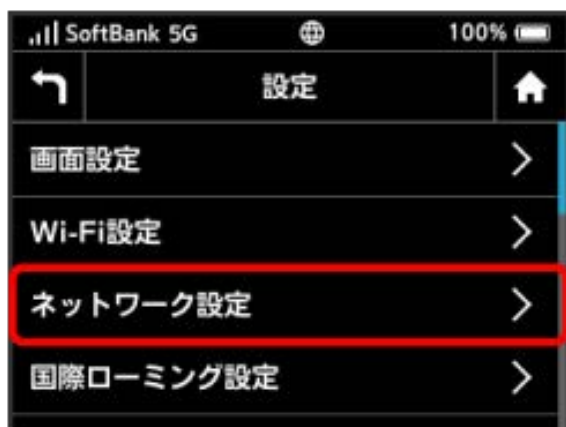 SoftBank 5G 100%
設定
画面設定
Wi-Fi設定
ネットワーク設定
国際ローミング設定